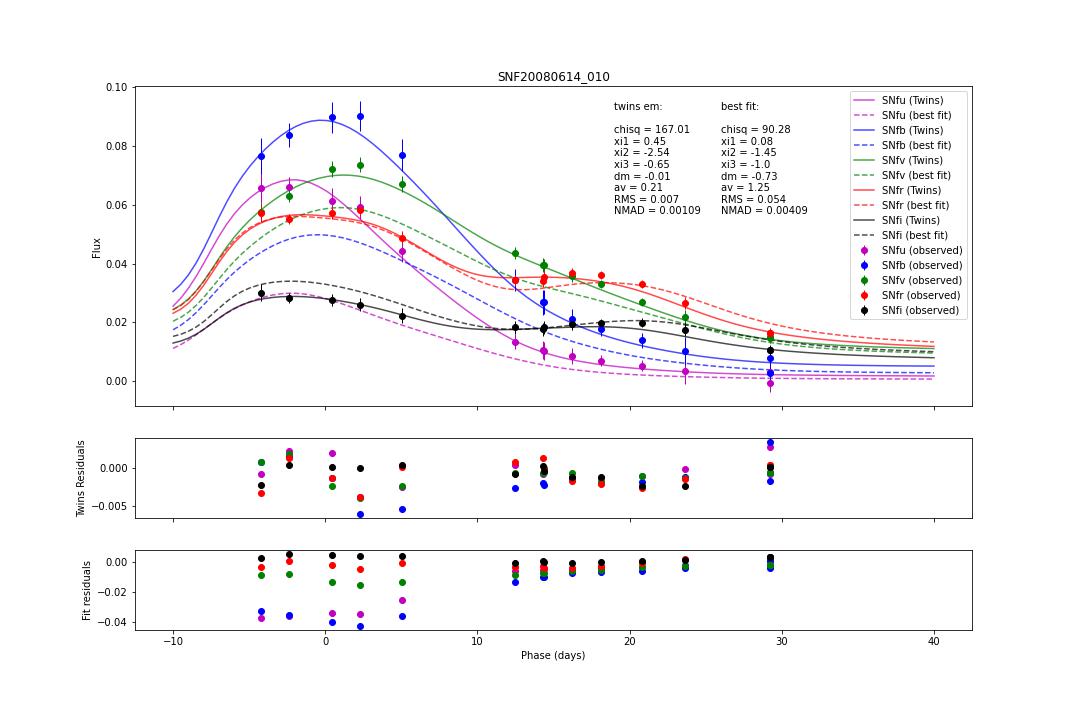 SNF20080614_010
0.10
0.08
0.06
0.04
0.02
0.00
Flux
twins em:
chisq = 167.01
xi1 = 0.45
xi2 = -2.54
xi3 = -0.65
dm = -0.01
av = 0.21
RMS = 0.007
NMAD = 0.00109
best fit:
chisq = 90.28
xi1 = 0.08
xi2 = -1.45
xi3 = -1.0
dm = -0.73
av = 1.25
RMS = 0.054
NMAD = 0.00409
SNfu (Twins)
SNfu (best fit)
SNfb (Twins)
SNfb (best fit)
SNfv (Twins)
SNfv (best fit)
SNfr (Twins)
SNfr (best fit)
SNfi (Twins)
SNfi (best fit)
SNfu (observed)
SNfb (observed)
SNfv (observed)
SNfr (observed)
SNfi (observed)
0.000
−0.005
Twins Residuals
0.00
−0.02
−0.04
Fit residuals
−10
0
10
20
30
40
Phase (days)